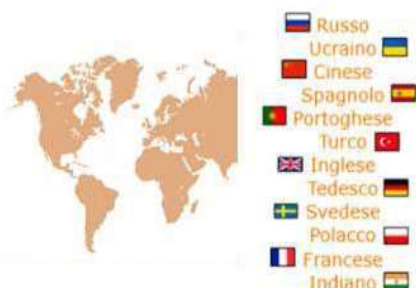 Russo
Ucraino
Cinese
Spagnolo
Portoghese
Turco
Inglese
Tedesco
Svedese
Polacco
Francese
Indiano